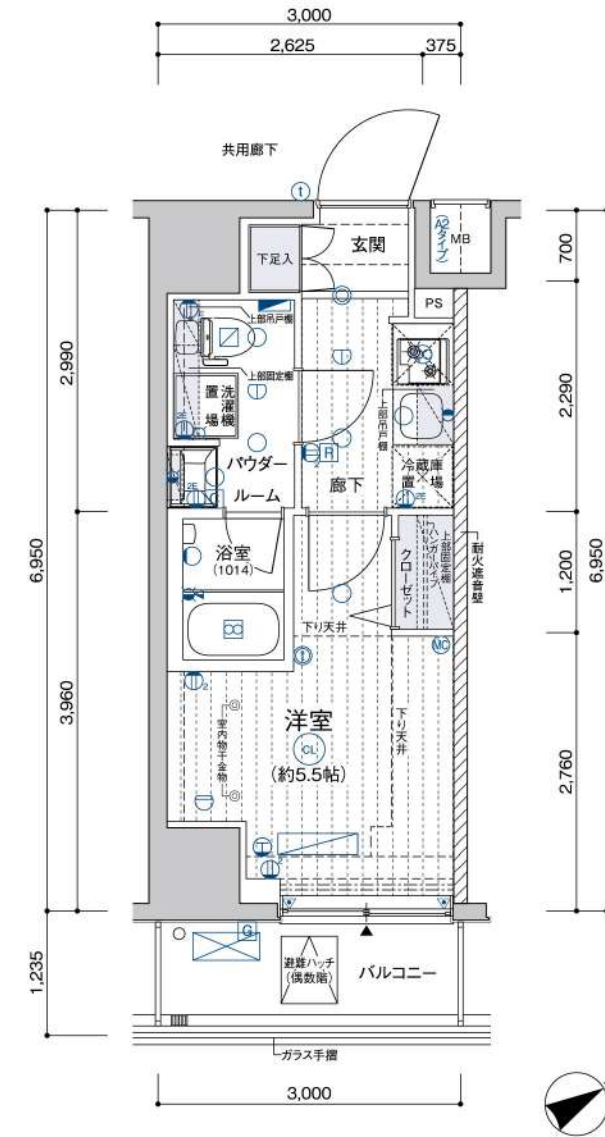 3,000
2,625
375
共用廊下
t
玄関
下足入
(A2タイプ)
MB
PS
700
2,990
2,290
上部吊戸棚
上部固定棚
洗濯機置場
上部吊戸棚
R
2
パウダールーム
2E
廊下
冷蔵庫置場
2E
6,950
6,950
浴室
(1014)
クローゼット
ハンガーパイプ
上部固定棚
耐火遮音壁
1,200
下り天井
t
MC
2
3,960
洋室
CL
(約5.5帖)
室内物干金物
下り天井
2,760
2
G
避難ハッチ
(偶数階)
バルコニー
1,235
ガラス手摺
3,000